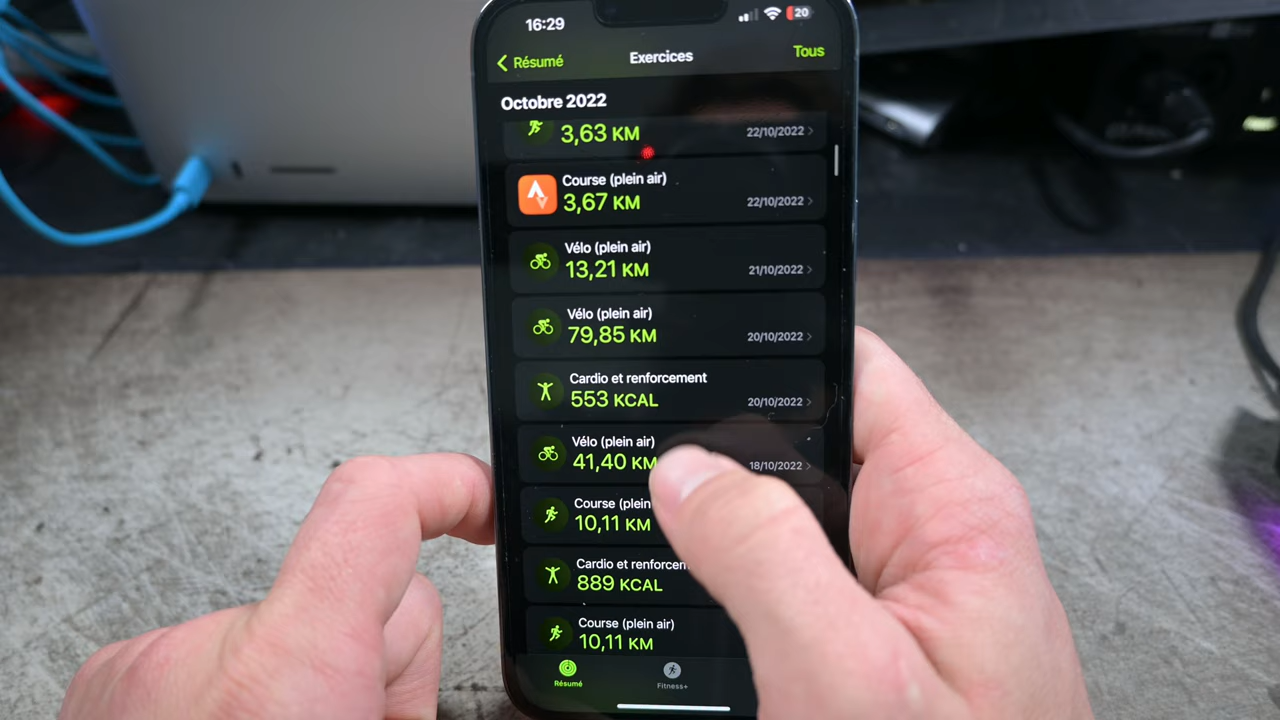 16:29
20
Résumé
Exercices
Tous
Octobre 2022
3,63 KM
22/10/2022
Course (plein air)
3,67 KM
22/10/2022
Vélo (plein air)
13,21 KM
21/10/2022
Vélo (plein air)
79,85 KM
20/10/2022
Cardio et renforcement
553 KCAL
20/10/2022
Vélo (plein air)
41,40 KM
18/10/2022
Course (plein
10,11 KM
Cardio et renforcem
889 KCAL
Course (plein air)
10,11 KM
Résumé
Fitness+